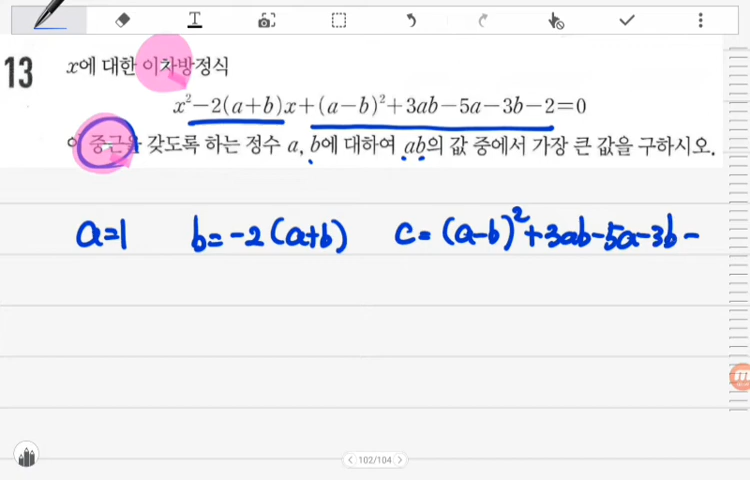 T
13 x에 대한 이차방정식
x²−2(a+b)x+(a−b)²+3ab−5a−3b−2=0
이 중근을 갖도록 하는 정수 a, b에 대하여 ab의 값 중에서 가장 큰 값을 구하시오.
a=1 b=-2(a+b) c=(a-b)²+3ab-5a-3b-
102/104